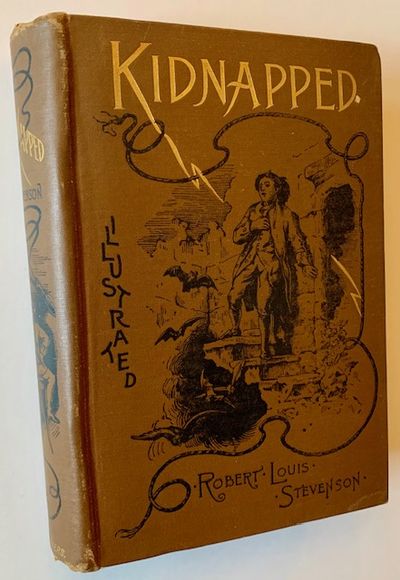 KIDNAPPED.
ILLUSTRATED
·ROBERT·LOUIS·
STEVENSON·